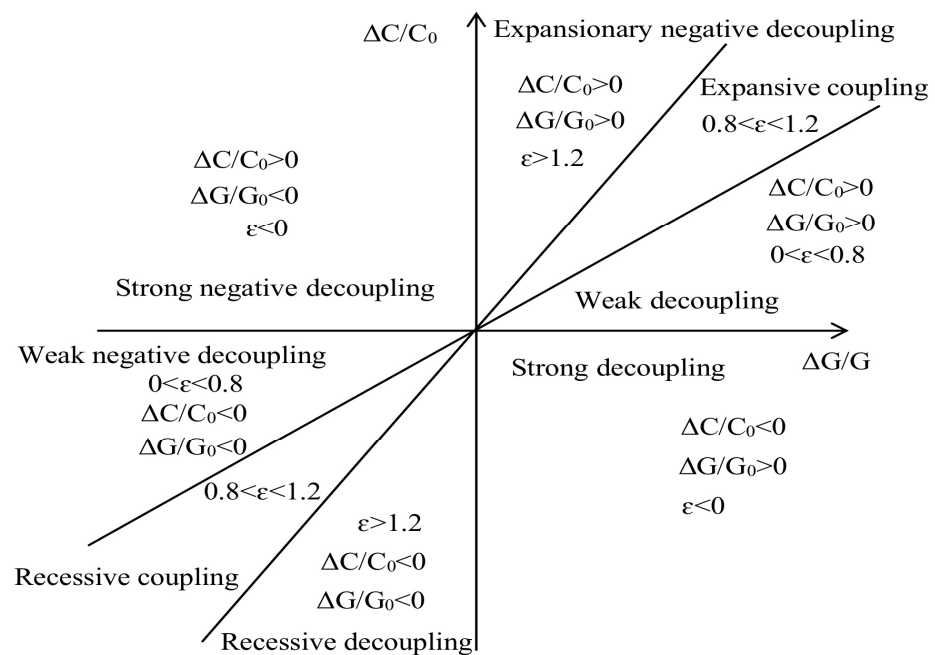 ΔC/C₀
Expansionary negative decoupling
ΔC/C₀>0
ΔG/G₀>0
ε>1.2
Expansive coupling
0.8<ε<1.2
ΔC/C₀>0
ΔG/G₀<0
ε<0
Strong negative decoupling
ΔC/C₀>0
ΔG/G₀>0
0<ε<0.8
Weak decoupling
ΔG/G
Weak negative decoupling
0<ε<0.8
ΔC/C₀<0
ΔG/G₀<0
Strong decoupling
ΔC/C₀<0
ΔG/G₀>0
ε<0
0.8<ε<1.2
Recessive coupling
ε>1.2
ΔC/C₀<0
ΔG/G₀<0
Recessive decoupling